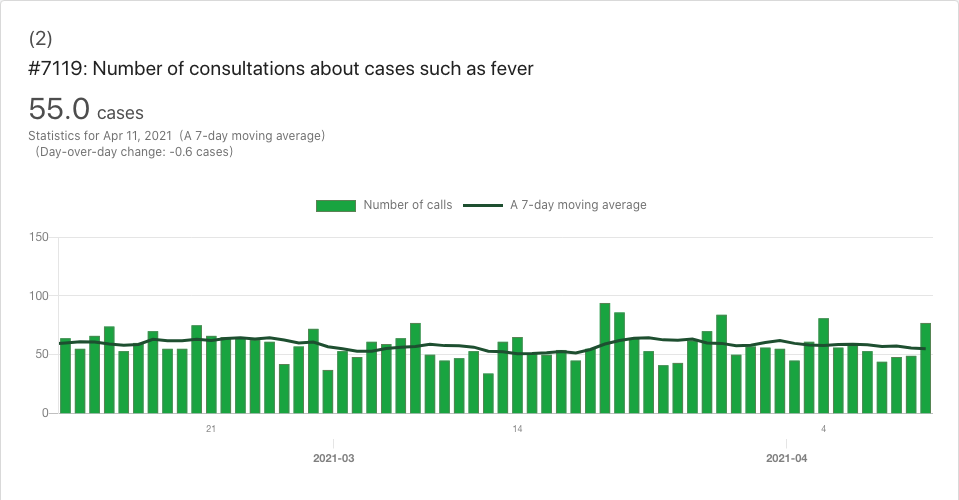 (2)
#7119: Number of consultations about cases such as fever
55.0 cases
Statistics for Apr 11, 2021 (A 7-day moving average)
(Day-over-day change: -0.6 cases)
Number of calls A 7-day moving average
150
100
50
0
21 14 4
2021-03 2021-04